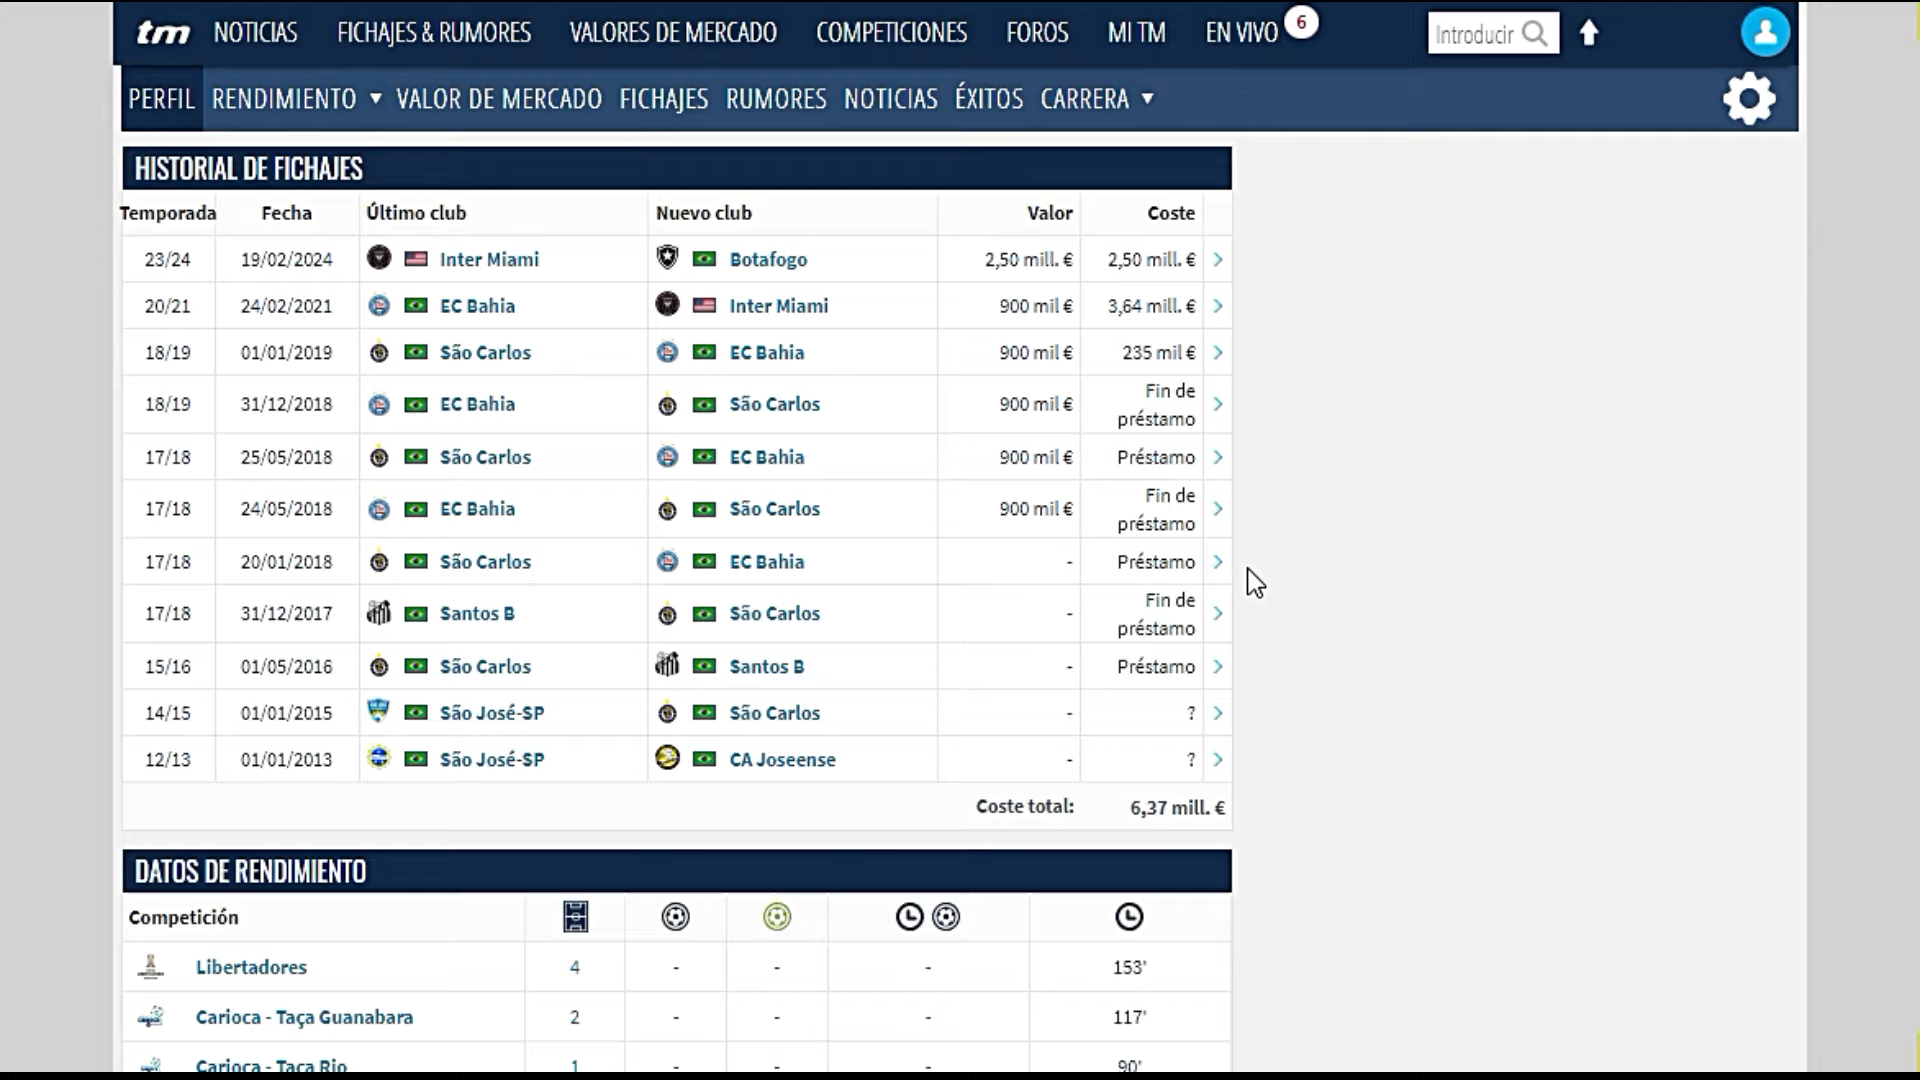 tm NOTICIAS FICHAJES & RUMORES VALORES DE MERCADO COMPETICIONES FOROS MI TM EN VIVO 6 Introducir
PERFIL RENDIMIENTO VALOR DE MERCADO FICHAJES RUMORES NOTICIAS ÉXITOS CARRERA
HISTORIAL DE FICHAJES
Temporada Fecha Último club Nuevo club Valor Coste
23/24 19/02/2024 Inter Miami Botafogo 2,50 mill. € 2,50 mill. €
20/21 24/02/2021 EC Bahia Inter Miami 900 mil € 3,64 mill. €
18/19 01/01/2019 São Carlos EC Bahia 900 mil € 235 mil €
18/19 31/12/2018 EC Bahia São Carlos 900 mil € Fin de
préstamo
17/18 25/05/2018 São Carlos EC Bahia 900 mil € Préstamo
17/18 24/05/2018 EC Bahia São Carlos 900 mil € Fin de
préstamo
17/18 20/01/2018 São Carlos EC Bahia - Préstamo
17/18 31/12/2017 Santos B São Carlos - Fin de
préstamo
15/16 01/05/2016 São Carlos Santos B - Préstamo
14/15 01/01/2015 São José-SP São Carlos - ?
12/13 01/01/2013 São José-SP CA Joseense - ?
Coste total: 6,37 mill. €
DATOS DE RENDIMIENTO
Competición
Libertadores 4 - - - 153'
Carioca - Taça Guanabara 2 - - - 117'
Carioca - Taça Rio 1 - - - 90'